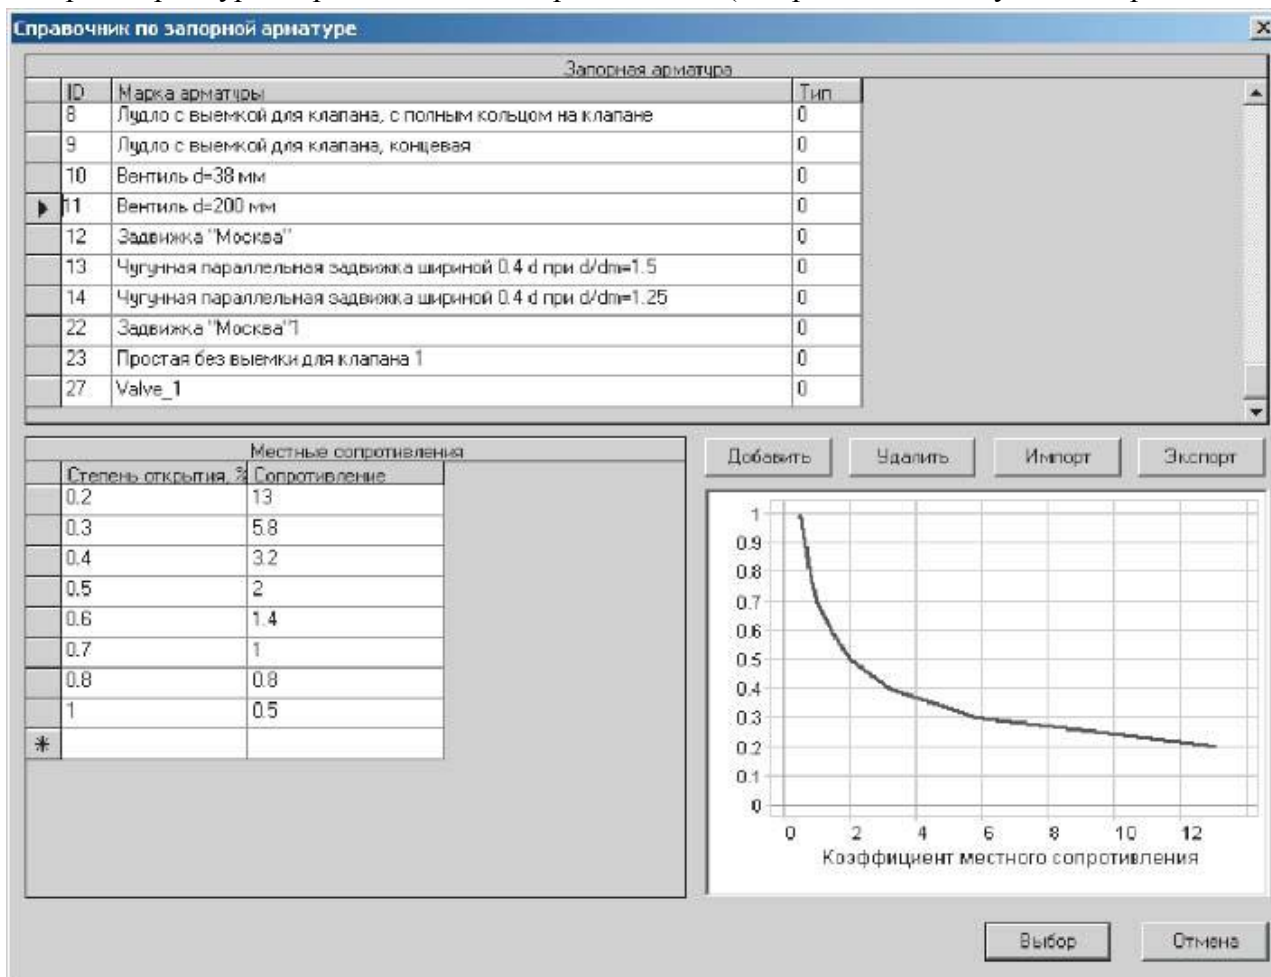 Справочник по запорной арматуре
Запорная арматура
ID Марка арматуры Тип
8 Лудло с выемкой для клапана, с полным кольцом на клапане 0
9 Лудло с выемкой для клапана, концевая 0
10 Вентиль d=38 мм 0
11 Вентиль d=200 мм 0
12 Задвижка "Москва" 0
13 Чугунная параллельная задвижка шириной 0.4 d при d/dm=1.5 0
14 Чугунная параллельная задвижка шириной 0.4 d при d/dm=1.25 0
22 Задвижка "Москва"1 0
23 Простая без выемки для клапана 1 0
27 Valve_1 0
Местные сопротивления
Степень открытия, % Сопротивление
0.2 13
0.3 5.8
0.4 3.2
0.5 2
0.6 1.4
0.7 1
0.8 0.8
1 0.5
*
Добавить Удалить Импорт Экспорт
1
0.9
0.8
0.7
0.6
0.5
0.4
0.3
0.2
0.1
0
0 2 4 6 8 10 12
Коэффициент местного сопротивления
Выбор Отмена